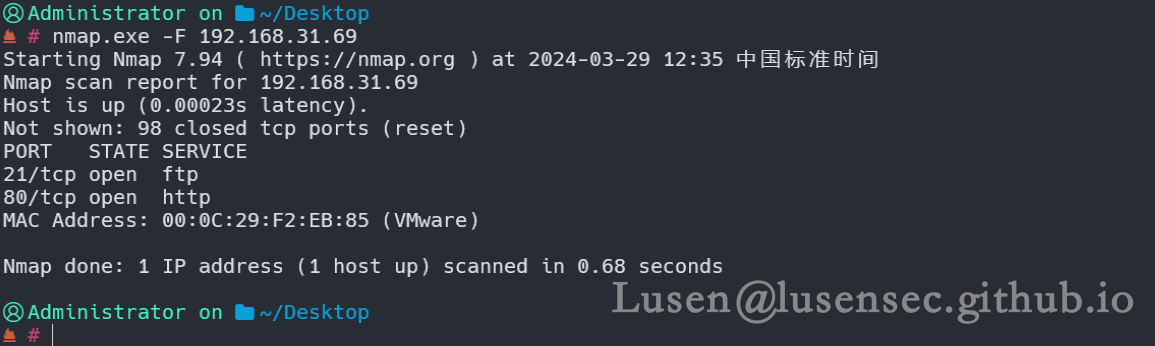 Administrator on ~/Desktop
# nmap.exe -F 192.168.31.69
Starting Nmap 7.94 ( https://nmap.org ) at 2024-03-29 12:35 中国标准时间
Nmap scan report for 192.168.31.69
Host is up (0.00023s latency).
Not shown: 98 closed tcp ports (reset)
PORT   STATE SERVICE
21/tcp open  ftp
80/tcp open  http
MAC Address: 00:0C:29:F2:EB:85 (VMware)
Nmap done: 1 IP address (1 host up) scanned in 0.68 seconds
Administrator on ~/Desktop
#
Lusen@lusensec.github.io